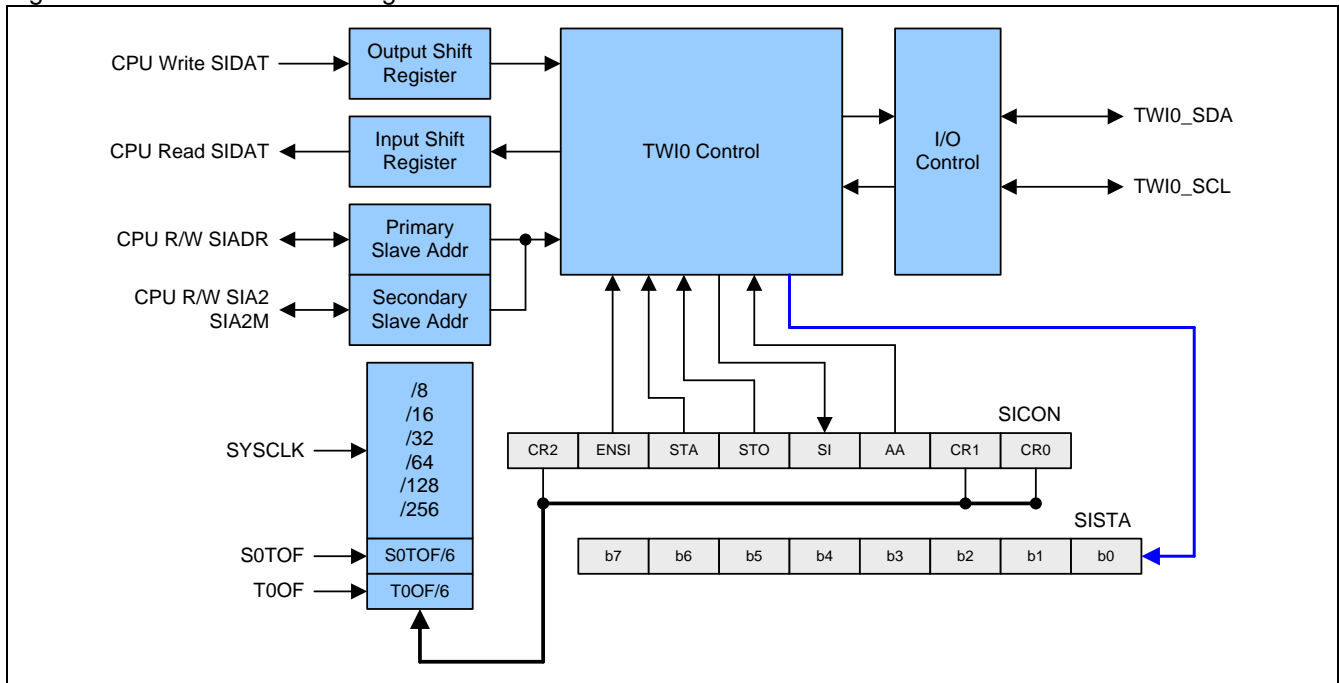 CPU Write SIDAT
Output Shift
Register
CPU Read SIDAT
Input Shift
Register
TWI0 Control
I/O
Control
TWI0_SDA
TWI0_SCL
CPU R/W SIADR
Primary
Slave Addr
CPU R/W SIA2
SIA2M
Secondary
Slave Addr
SYSCLK
/8
/16
/32
/64
/128
/256
S0TOF
S0TOF/6
T0OF
T0OF/6
SICON
CR2 ENSI STA STO SI AA CR1 CR0
SISTA
b7 b6 b5 b4 b3 b2 b1 b0